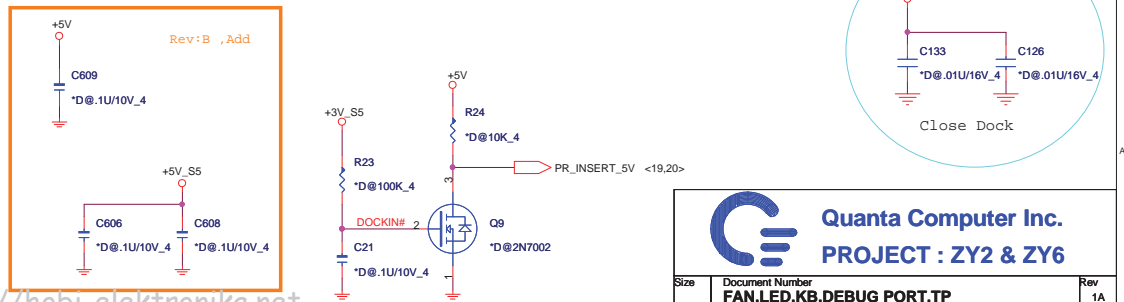 +5V
Rev:B ,Add
C609
*D@.1U/10V_4
+5V_S5
C606
*D@.1U/10V_4
C608
*D@.1U/10V_4
+3V_S5
R23
*D@100K_4
DOCKIN#
C21
*D@.1U/10V_4
+5V
R24
*D@10K_4
PR_INSERT_5V <19,20>
3
2
1
Q9
*D@2N7002
C133
*D@.01U/16V_4
C126
*D@.01U/16V_4
Close Dock
A
Quanta Computer Inc.
PROJECT : ZY2 & ZY6
Size
Document Number
Rev
FAN,LED,KB,DEBUG PORT,TP
1A